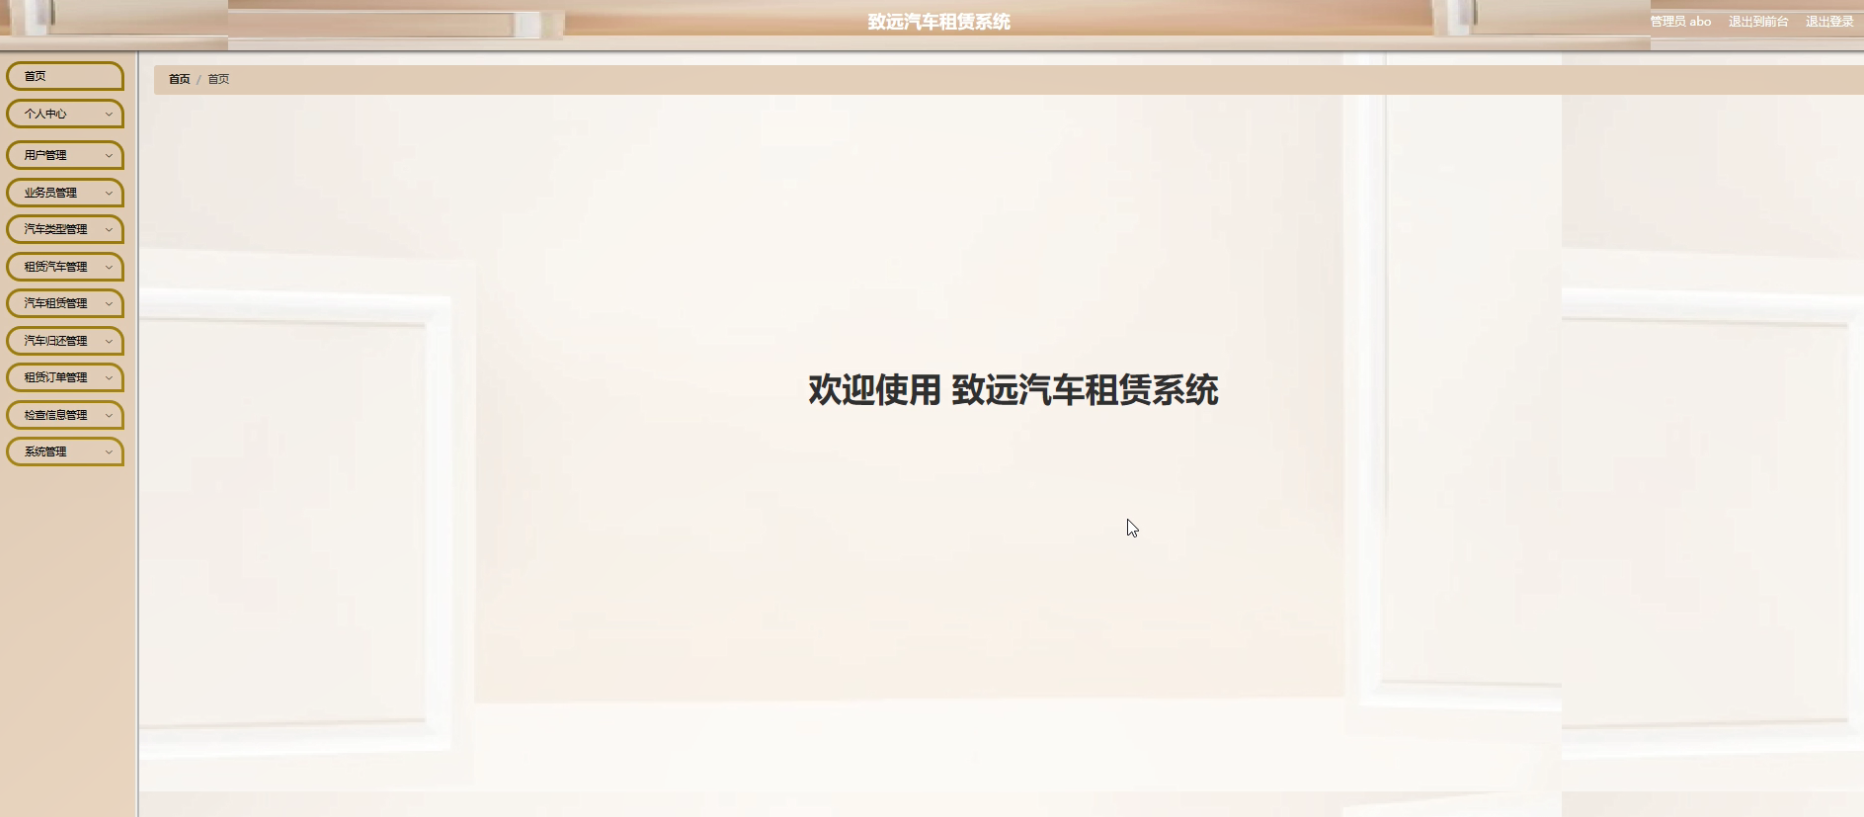 致远汽车租赁系统
管理员 abo 退出到前台 退出登录
首页
首页 / 首页
个人中心
用户管理
业务员管理
汽车类型管理
租赁汽车管理
汽车租赁管理
汽车归还管理
租赁订单管理
检查信息管理
系统管理
欢迎使用 致远汽车租赁系统